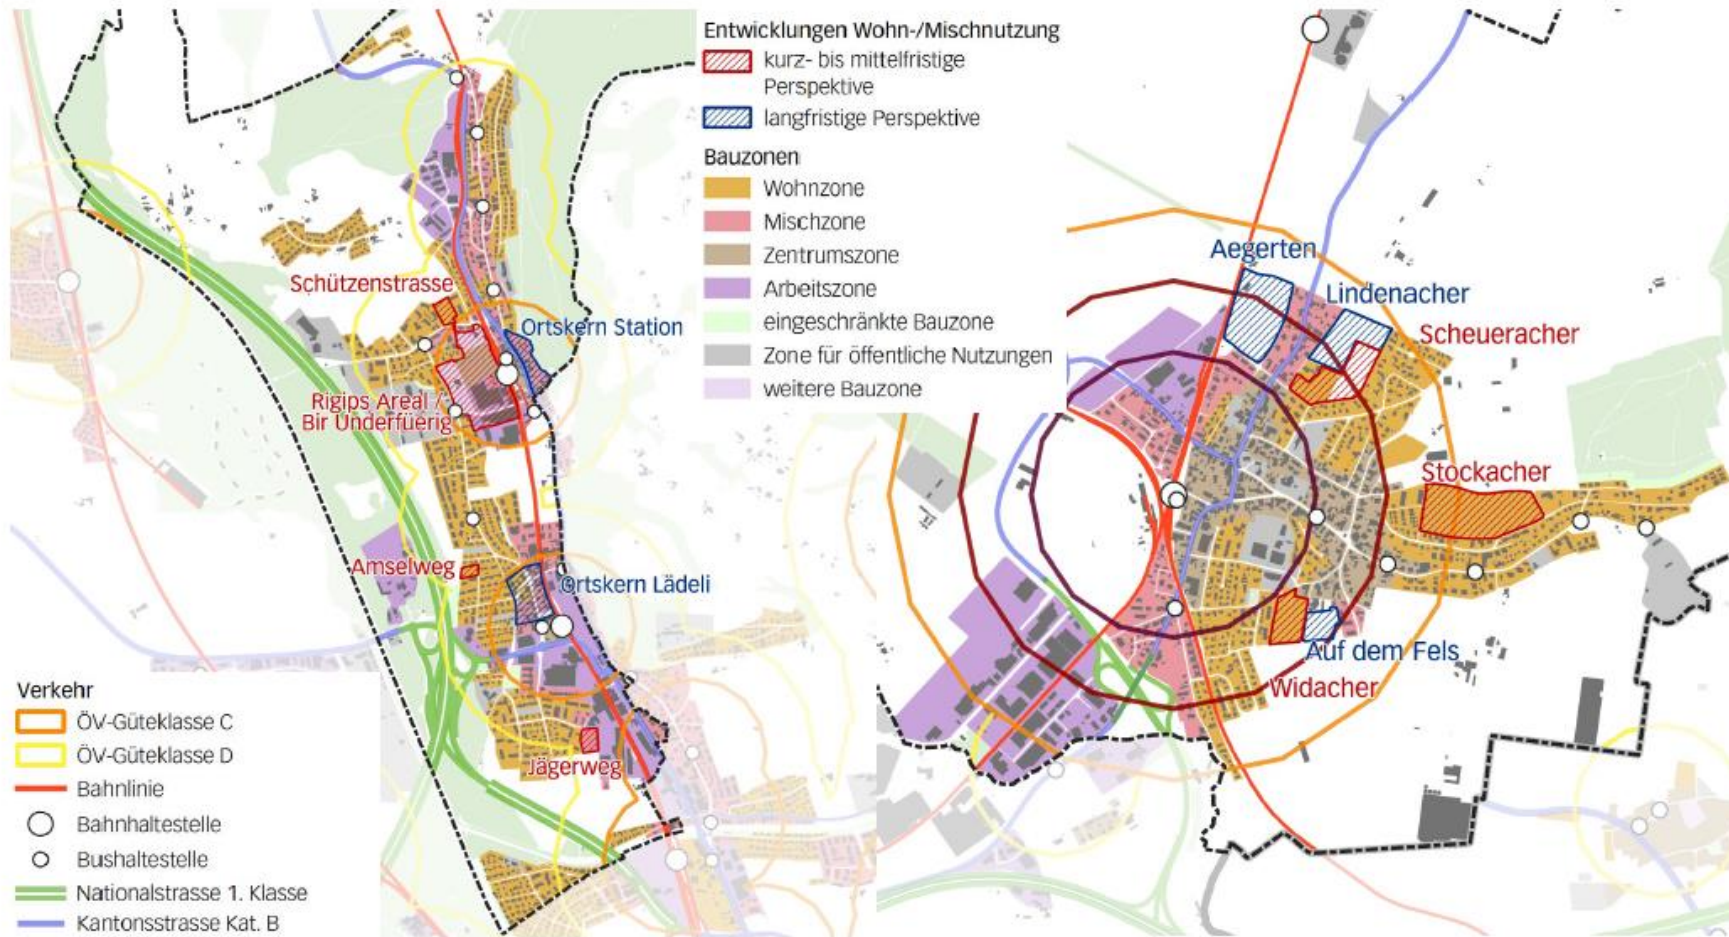 Entwicklungen Wohn-/Mischnutzung
kurz- bis mittelfristige
Perspektive
langfristige Perspektive
Bauzonen
Wohnzone
Mischzone
Zentrumszone
Arbeitszone
eingeschränkte Bauzone
Zone für öffentliche Nutzungen
weitere Bauzone
Schützenstrasse
Ortskern Station
Rigips Areal /
Bir Underfüerig
Amselweg
Ortskern Lädeli
Jägerweg
Verkehr
ÖV-Güteklasse C
ÖV-Güteklasse D
Bahnlinie
Bahnhaltestelle
Bushaltestelle
Nationalstrasse 1. Klasse
Kantonsstrasse Kat. B
Aegerten
Lindenacher
Scheueracher
Stockacher
Auf dem Fels
Widacher